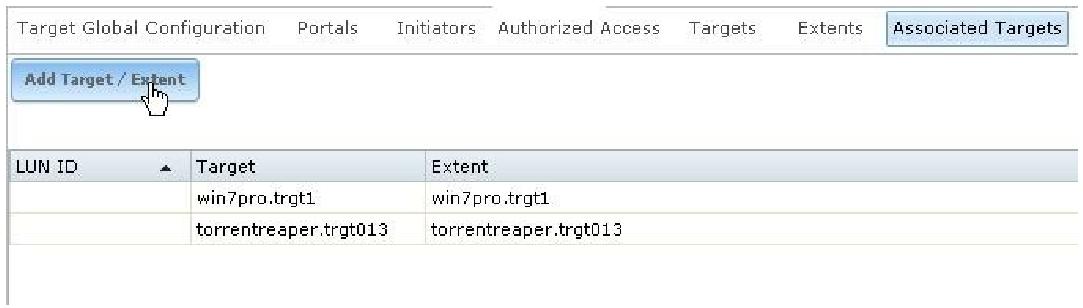 Target Global Configuration Portals Initiators Authorized Access Targets Extents Associated Targets
Add Target / Extent
LUN ID Target Extent
win7pro.trgt1 win7pro.trgt1
torrentreaper.trgt013 torrentreaper.trgt013